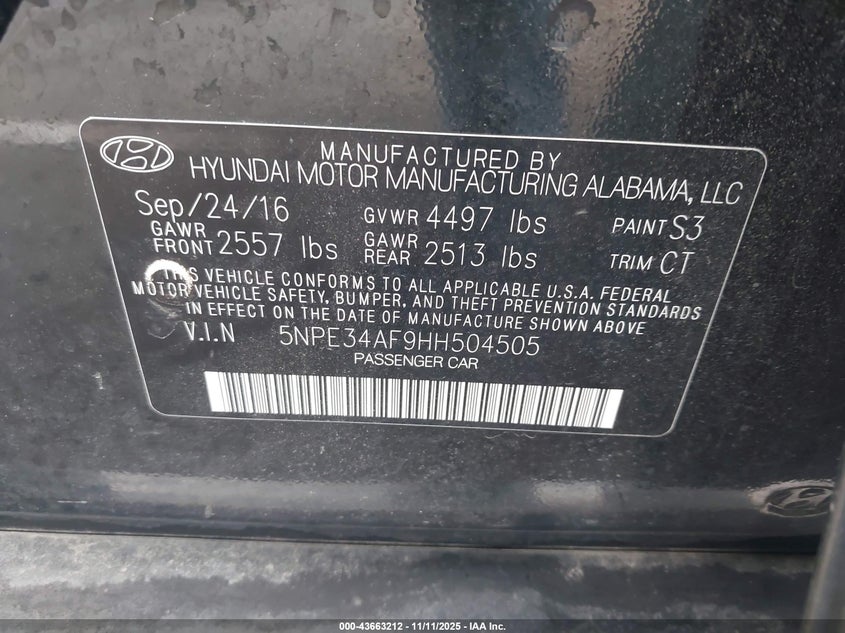 MANUFACTURED BY
HYUNDAI MOTOR MANUFACTURING ALABAMA, LLC
Sep/24/16 GVWR 4497 lbs PAINT S3
GAWR FRONT 2557 lbs GAWR REAR 2513 lbs TRIM CT
THIS VEHICLE CONFORMS TO ALL APPLICABLE U.S.A. FEDERAL
MOTOR VEHICLE SAFETY, BUMPER, AND THEFT PREVENTION STANDARDS
IN EFFECT ON THE DATE OF MANUFACTURE SHOWN ABOVE
V.I.N 5NPE34AF9HH504505
PASSENGER CAR
000-43663212 - 11/11/2025 - IAA Inc.